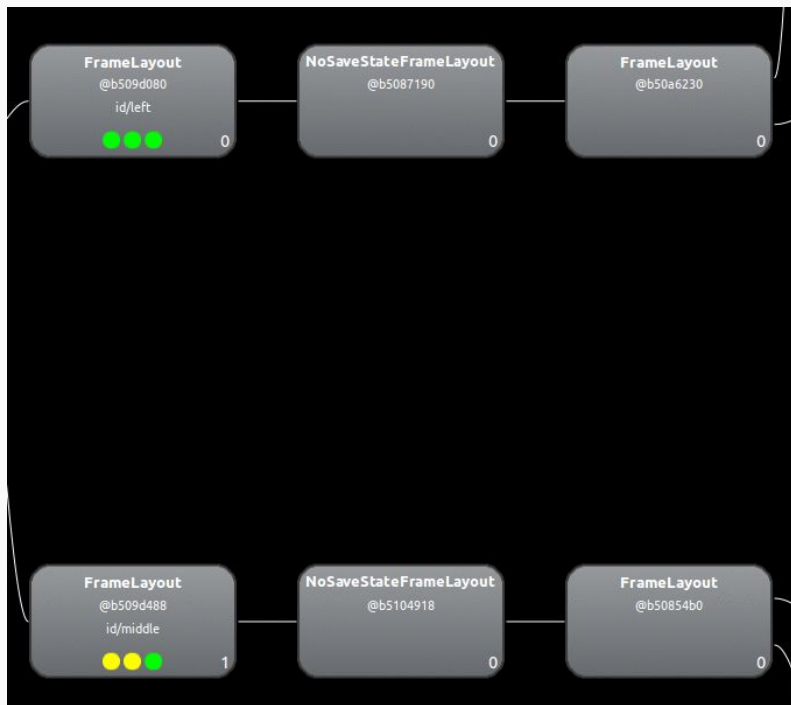 FrameLayout
@b509d080
id/left
0
NoSaveStateFrameLayout
@b5087190
0
FrameLayout
@b50a6230
0
FrameLayout
@b509d488
id/middle
1
NoSaveStateFrameLayout
@b5104918
0
FrameLayout
@b50854b0
0